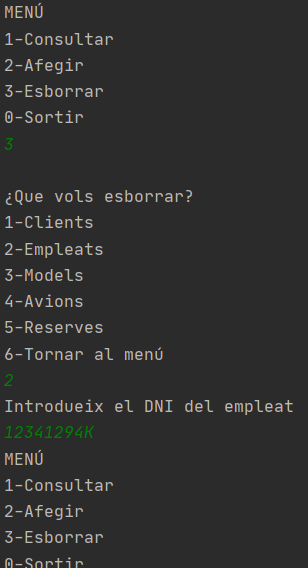 MENÚ
1-Consultar
2-Afegir
3-Esborrar
0-Sortir
3
¿Que vols esborrar?
1-Clients
2-Empleats
3-Models
4-Avions
5-Reserves
6-Tornar al menú
2
Introdueix el DNI del empleat
12341294K
MENÚ
1-Consultar
2-Afegir
3-Esborrar
0-Sortir